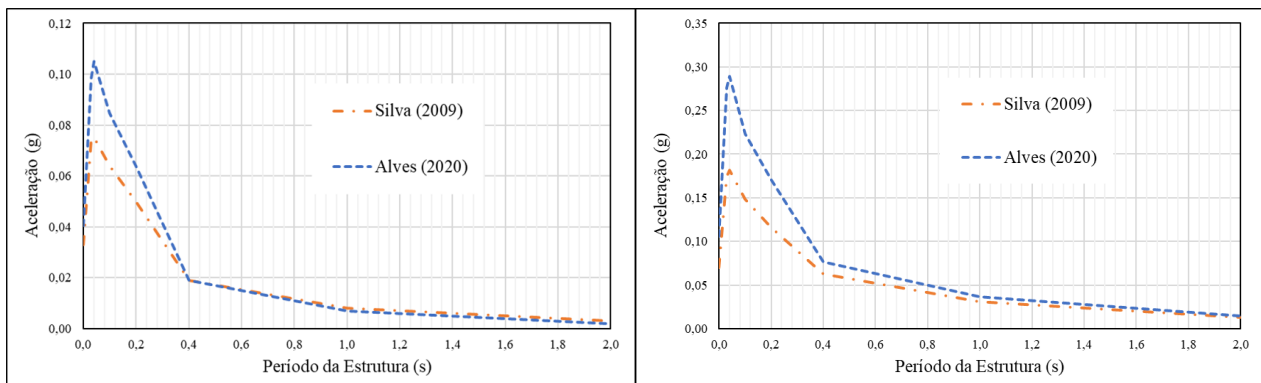 0,12
0,10
0,08
0,06
0,04
0,02
0,00
Aceleração (g)
Silva (2009)
Alves (2020)
0,0 0,2 0,4 0,6 0,8 1,0 1,2 1,4 1,6 1,8 2,0
Período da Estrutura (s)
0,35
0,30
0,25
0,20
0,15
0,10
0,05
0,00
Aceleração (g)
Silva (2009)
Alves (2020)
0,0 0,2 0,4 0,6 0,8 1,0 1,2 1,4 1,6 1,8 2,0
Período da Estrutura (s)